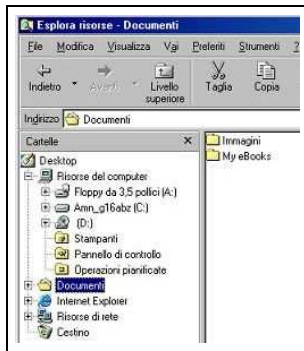 Esplora risorse - Documenti
File Modifica Visualizza Vai Preferiti Strumenti ?
Indietro Avanti Livello superiore Taglia Copia
Indirizzo Documenti
Cartelle x
Immagini
My eBooks
Desktop
Risorse del computer
Floppy da 3,5 pollici (A:)
Amn_g16abz (C:)
(D:)
Stampanti
Pannello di controllo
Operazioni pianificate
Documenti
Internet Explorer
Risorse di rete
Cestino